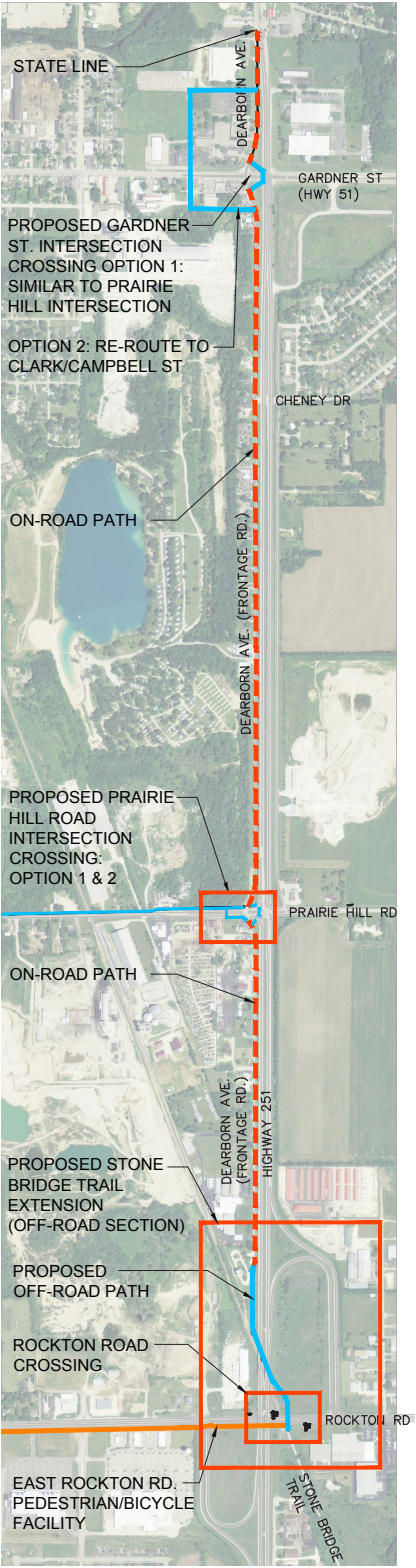 STATE LINE
DEARBORN AVE.
GARDNER ST
(HWY 51)
PROPOSED GARDNER
ST. INTERSECTION
CROSSING OPTION 1:
SIMILAR TO PRAIRIE
HILL INTERSECTION
OPTION 2: RE-ROUTE TO
CLARK/CAMPBELL ST
CHENEY DR
ON-ROAD PATH
DEARBORN AVE. (FRONTAGE RD.)
PROPOSED PRAIRIE
HILL ROAD
INTERSECTION
CROSSING:
OPTION 1 & 2
PRAIRIE HILL RD
ON-ROAD PATH
DEARBORN AVE.
(FRONTAGE RD.)
HIGHWAY 251
PROPOSED STONE
BRIDGE TRAIL
EXTENSION
(OFF-ROAD SECTION)
PROPOSED
OFF-ROAD PATH
ROCKTON ROAD
CROSSING
ROCKTON RD
EAST ROCKTON RD.
PEDESTRIAN/BICYCLE
FACILITY
STONE BRIDGE
TRAIL